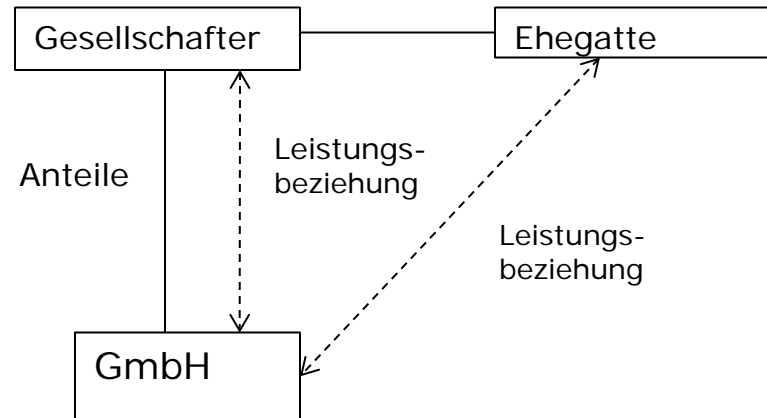 Gesellschafter
Ehegatte
Anteile
Leistungs-
beziehung
Leistungs-
beziehung
GmbH